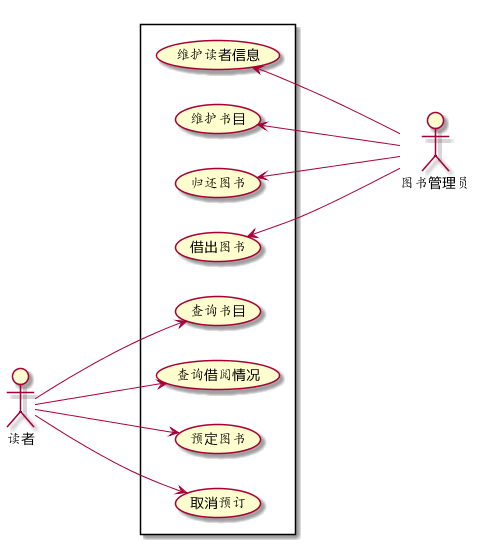 维护读者信息
维护书目
图书管理员
归还图书
借出图书
查询书目
查询借阅情况
读者
预定图书
取消预订